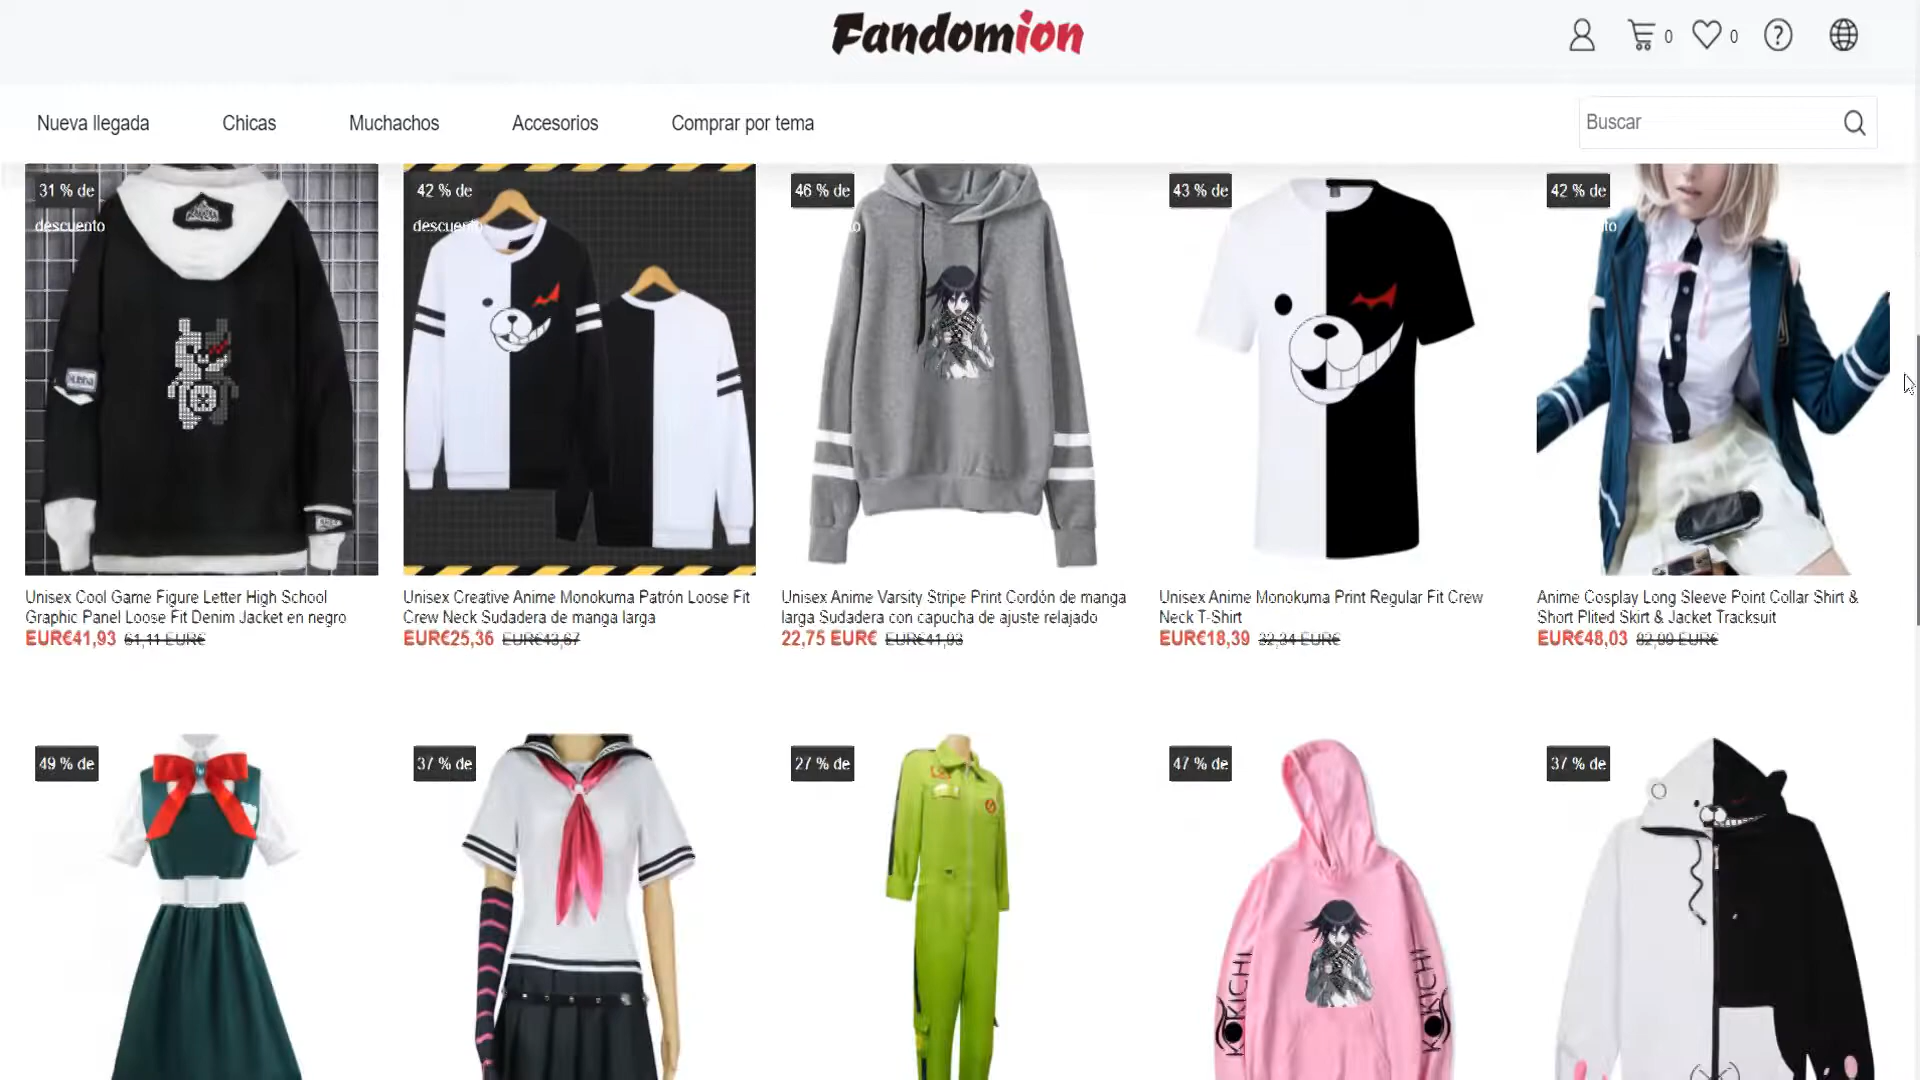 Fandomion
0
0
Nueva llegada
Chicas
Muchachos
Accesorios
Comprar por tema
Buscar
31 % de
descuento
42 % de
descuento
46 % de
43 % de
42 % de
Unisex Cool Game Figure Letter High School
Graphic Panel Loose Fit Denim Jacket en negro
EUR€41,93 61,11 EUR€
Unisex Creative Anime Monokuma Patrón Loose Fit
Crew Neck Sudadera de manga larga
EUR€25,36 EUR€43,67
Unisex Anime Varsity Stripe Print Cordón de manga
larga Sudadera con capucha de ajuste relajado
22,75 EUR€ EUR€41,93
Unisex Anime Monokuma Print Regular Fit Crew
Neck T-Shirt
EUR€18,39 32,34 EUR€
Anime Cosplay Long Sleeve Point Collar Shirt &
Short Plited Skirt & Jacket Tracksuit
EUR€48,03 82,90 EUR€
49 % de
37 % de
27 % de
47 % de
37 % de
KOKICHI
KOKICHI